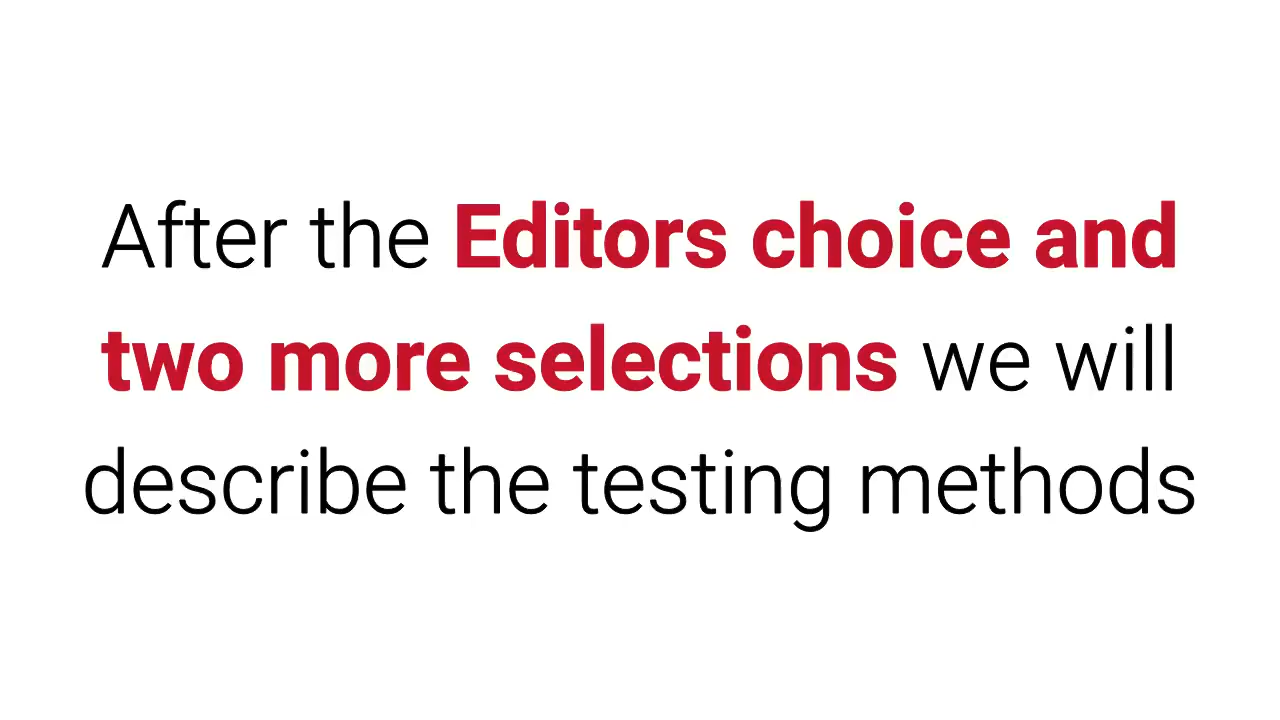 After the Editors choice and
two more selections we will
describe the testing methods